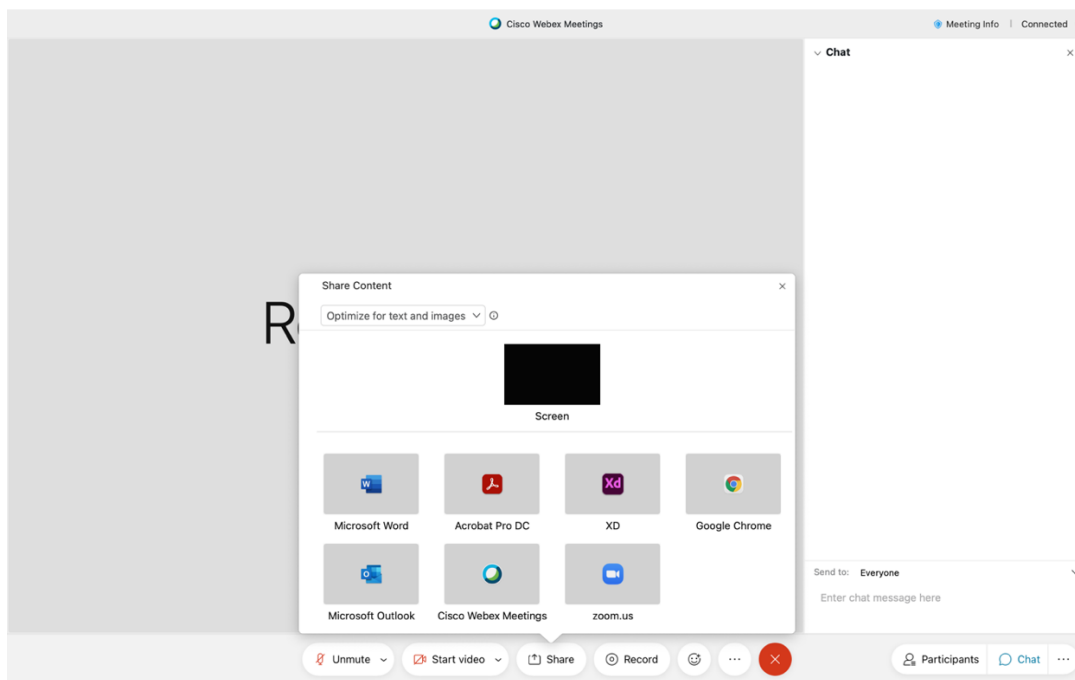 Cisco Webex Meetings
Meeting Info | Connected
Chat
R
Share Content
Optimize for text and images
Screen
W
Xd
Microsoft Word
Acrobat Pro DC
XD
Google Chrome
Microsoft Outlook
Cisco Webex Meetings
zoom.us
Send to: Everyone
Enter chat message here
Unmute
Start video
Share
Record
Participants
Chat